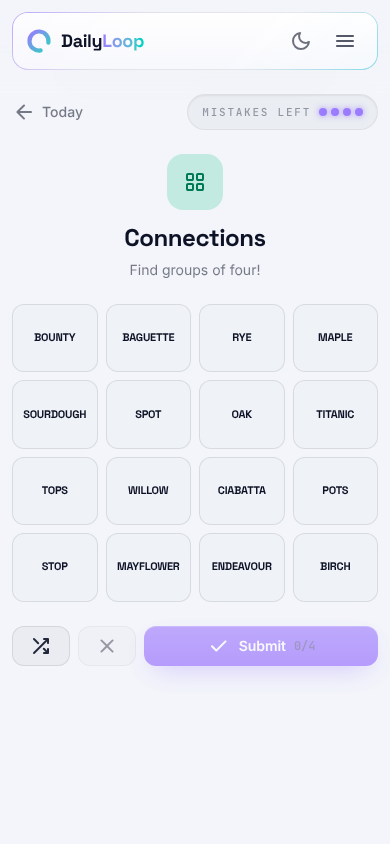 DailyLoop
Today
MISTAKES LEFT
Connections
Find groups of four!
BOUNTY BAGUETTE RYE MAPLE
SOURDOUGH SPOT OAK TITANIC
TOPS WILLOW CIABATTA POTS
STOP MAYFLOWER ENDEAVOUR BIRCH
Submit 0/4